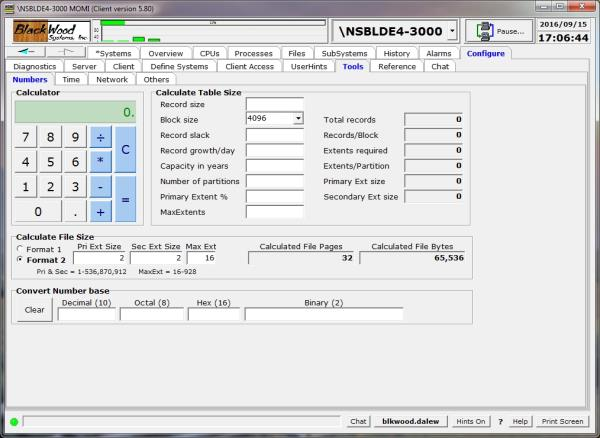 \NSBLDE4-3000 MOMI (Client version 5.80)
BlackWood Systems, Inc.
\NSBLDE4-3000
Pause...
2016/09/15
17:06:44
*Systems Overview CPUs Processes Files SubSystems History Alarms Configure
Diagnostics Server Client Define Systems Client Access UserHints Tools Reference Chat
Numbers Time Network Others
Calculator
0.
7 8 9 ÷ C
4 5 6 *
1 2 3 - =
0 . +
Calculate Table Size
Record size
Block size 4096 Total records 0
Record slack Records/Block 0
Record growth/day Extents required 0
Capacity in years Extents/Partition 0
Number of partitions Primary Ext size 0
Primary Extent % Secondary Ext size 0
MaxExtents
Calculate File Size
Format 1 Pri Ext Size Sec Ext Size Max Ext Calculated File Pages Calculated File Bytes
Format 2 2 2 16 32 65,536
Pri & Sec = 1-536,870,912 MaxExt = 16-928
Convert Number base
Clear Decimal (10) Octal (8) Hex (16) Binary (2)
Chat blkwood.dalew Hints On ? Help Print Screen